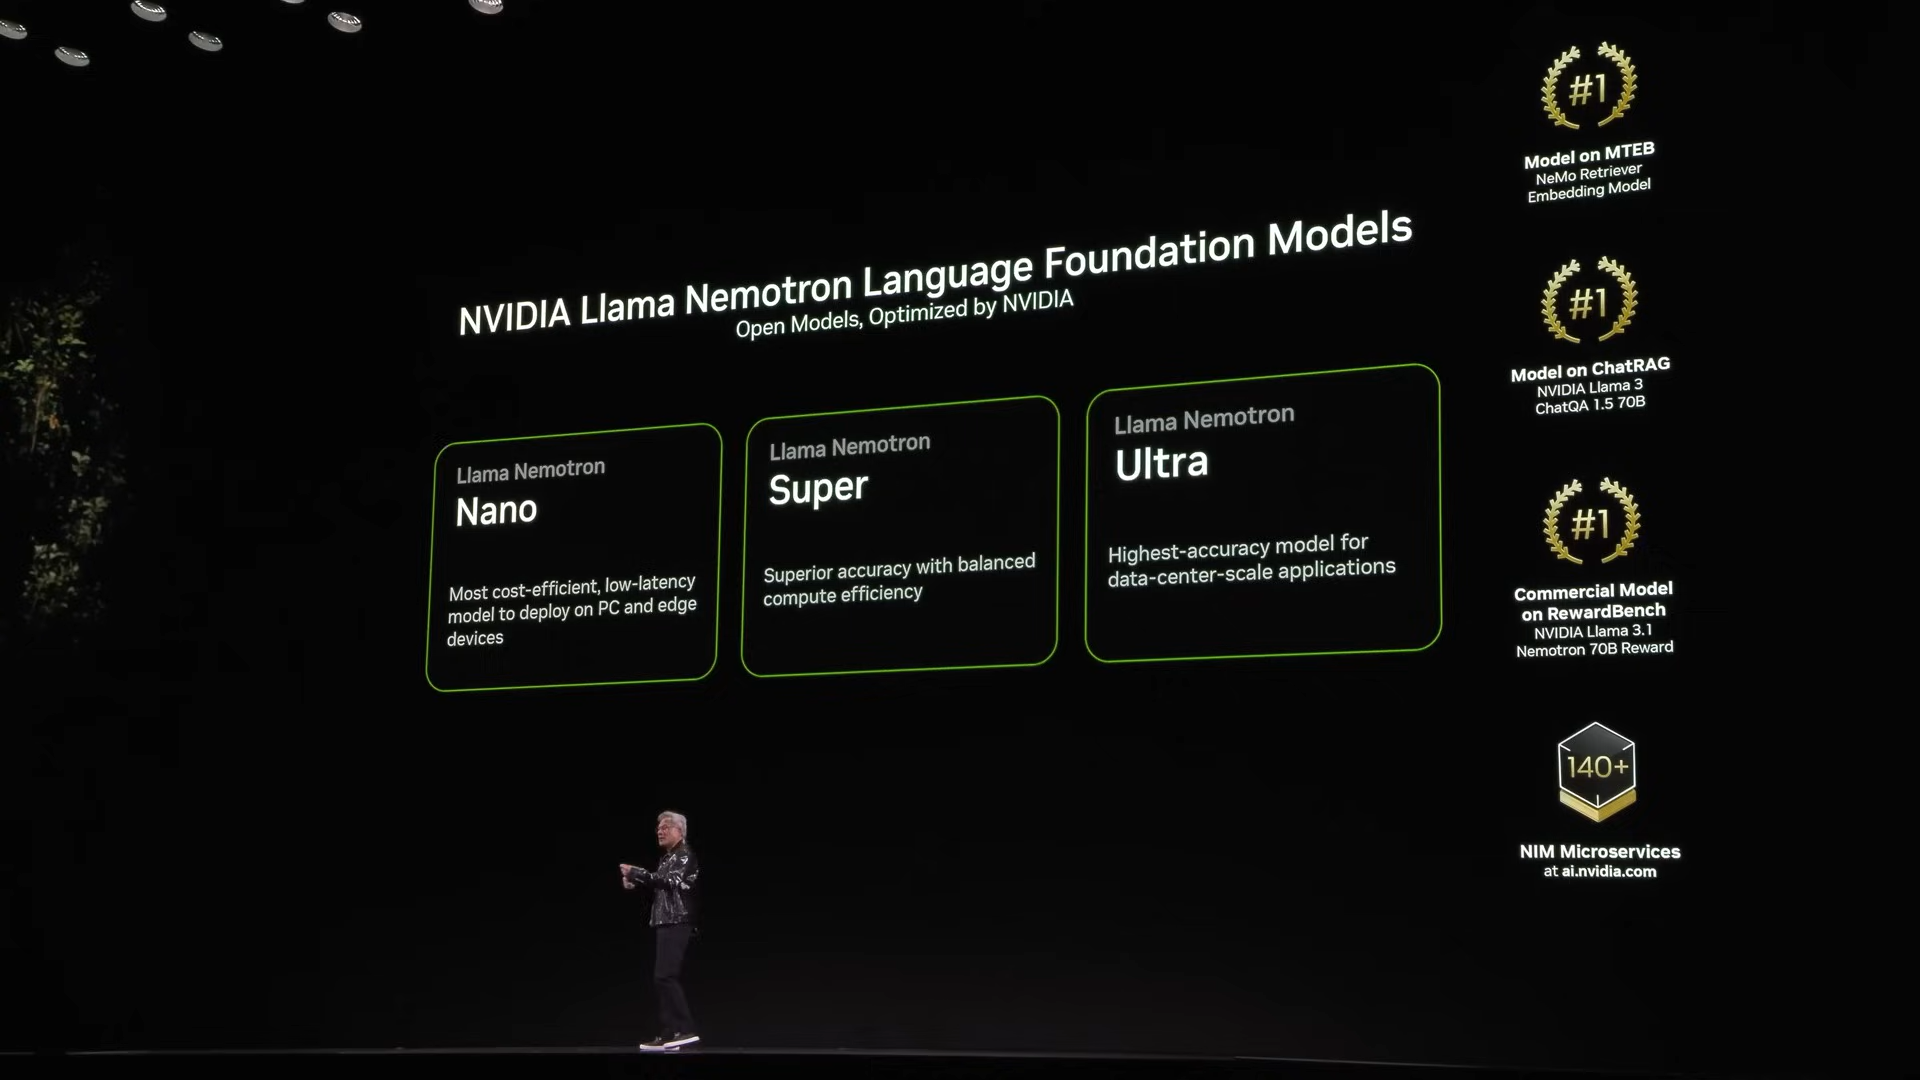 NVIDIA Llama Nemotron Language Foundation Models
Open Models, Optimized by NVIDIA
Llama Nemotron
Nano
Most cost-efficient, low-latency
model to deploy on PC and edge
devices
Llama Nemotron
Super
Superior accuracy with balanced
compute efficiency
Llama Nemotron
Ultra
Highest-accuracy model for
data-center-scale applications
#1
Model on MTEB
NeMo Retriever
Embedding Model
#1
Model on ChatRAG
NVIDIA Llama 3
ChatQA 1.5 70B
#1
Commercial Model
on RewardBench
NVIDIA Llama 3.1
Nemotron 70B Reward
140+
NIM Microservices
at ai.nvidia.com